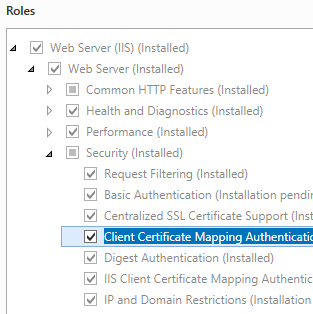 Roles
Web Server (IIS) (Installed)
Web Server (Installed)
Common HTTP Features (Installed)
Health and Diagnostics (Installed)
Performance (Installed)
Security (Installed)
Request Filtering (Installed)
Basic Authentication (Installation pendin
Centralized SSL Certificate Support (Inst
Client Certificate Mapping Authenticatio
Digest Authentication (Installed)
IIS Client Certificate Mapping Authentic
IP and Domain Restrictions (Installation